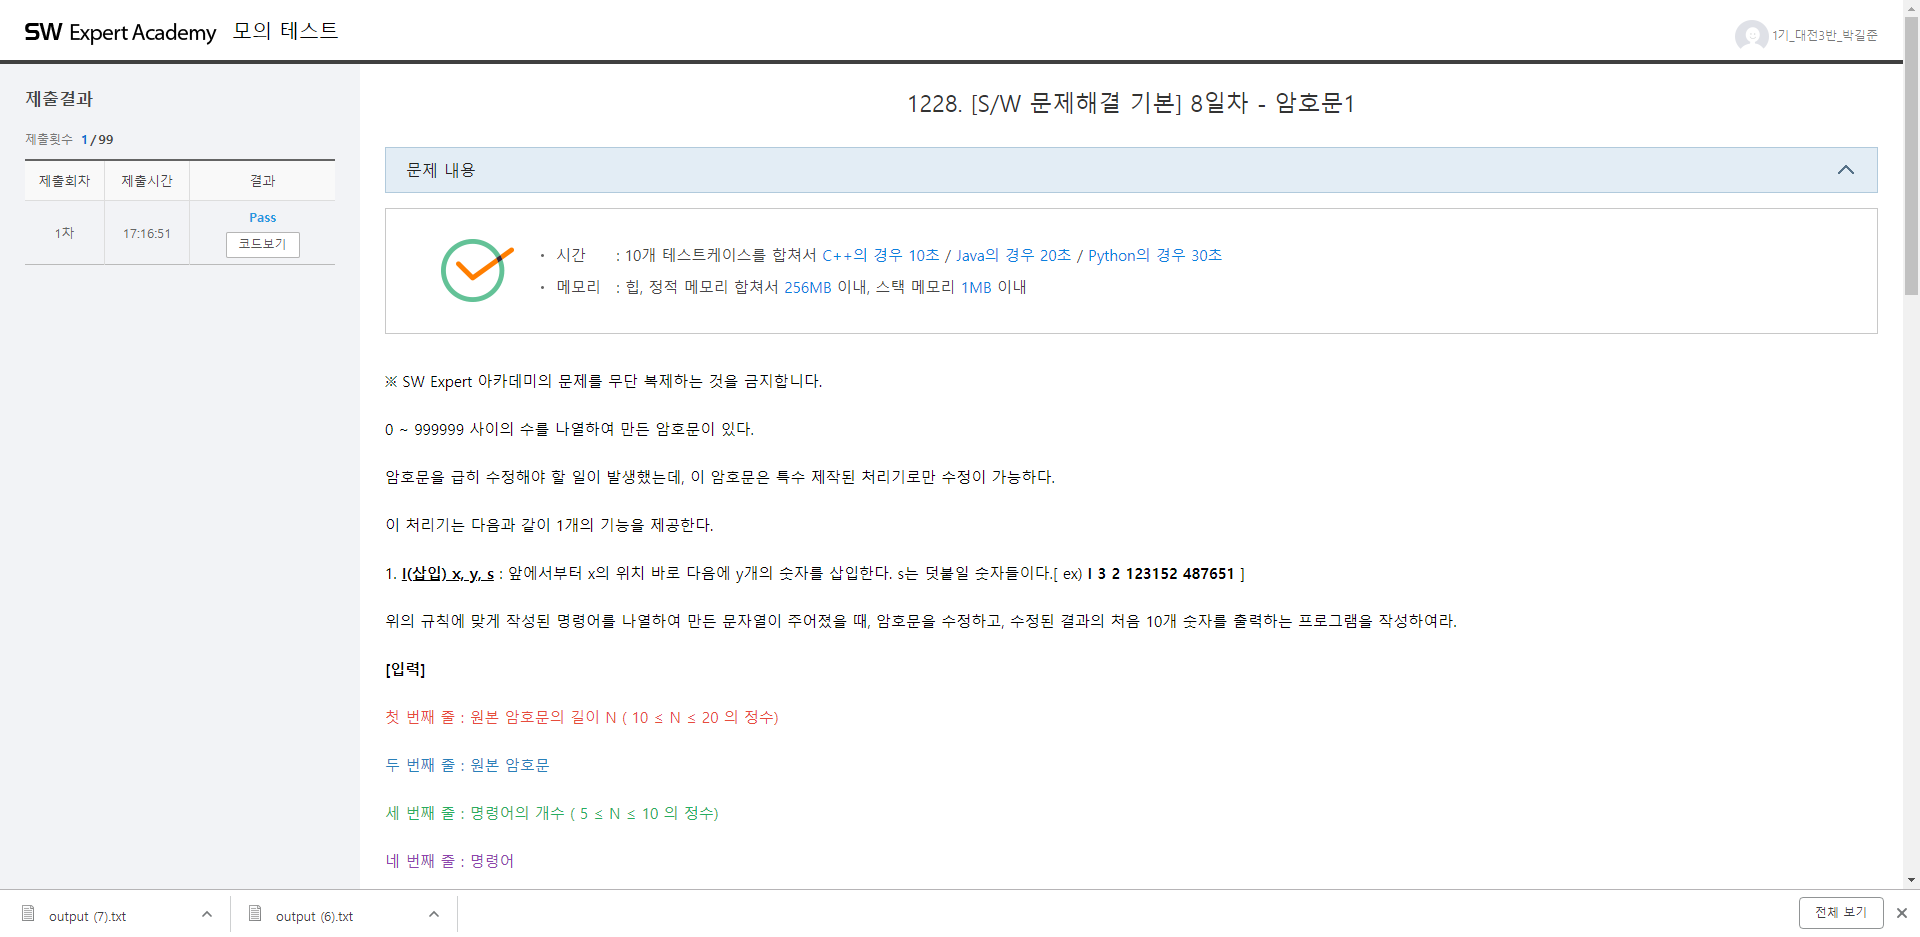 SW Expert Academy 모의 테스트
1기_대전3반_박길준
제출결과
제출횟수 1 / 99
제출회차 제출시간 결과
1차 17:16:51 Pass
코드보기
1228. [S/W 문제해결 기본] 8일차 - 암호문1
문제 내용
· 시간 : 10개 테스트케이스를 합쳐서 C++의 경우 10초 / Java의 경우 20초 / Python의 경우 30초
· 메모리 : 힙, 정적 메모리 합쳐서 256MB 이내, 스택 메모리 1MB 이내
※ SW Expert 아카데미의 문제를 무단 복제하는 것을 금지합니다.
0 ~ 999999 사이의 수를 나열하여 만든 암호문이 있다.
암호문을 급히 수정해야 할 일이 발생했는데, 이 암호문은 특수 제작된 처리기로만 수정이 가능하다.
이 처리기는 다음과 같이 1개의 기능을 제공한다.
1. I(삽입) x, y, s : 앞에서부터 x의 위치 바로 다음에 y개의 숫자를 삽입한다. s는 덧붙일 숫자들이다.[ ex) I 3 2 123152 487651 ]
위의 규칙에 맞게 작성된 명령어를 나열하여 만든 문자열이 주어졌을 때, 암호문을 수정하고, 수정된 결과의 처음 10개 숫자를 출력하는 프로그램을 작성하여라.
[입력]
첫 번째 줄 : 원본 암호문의 길이 N ( 10 ≤ N ≤ 20 의 정수)
두 번째 줄 : 원본 암호문
세 번째 줄 : 명령어의 개수 ( 5 ≤ N ≤ 10 의 정수)
네 번째 줄 : 명령어
output (7).txt output (6).txt 전체 보기